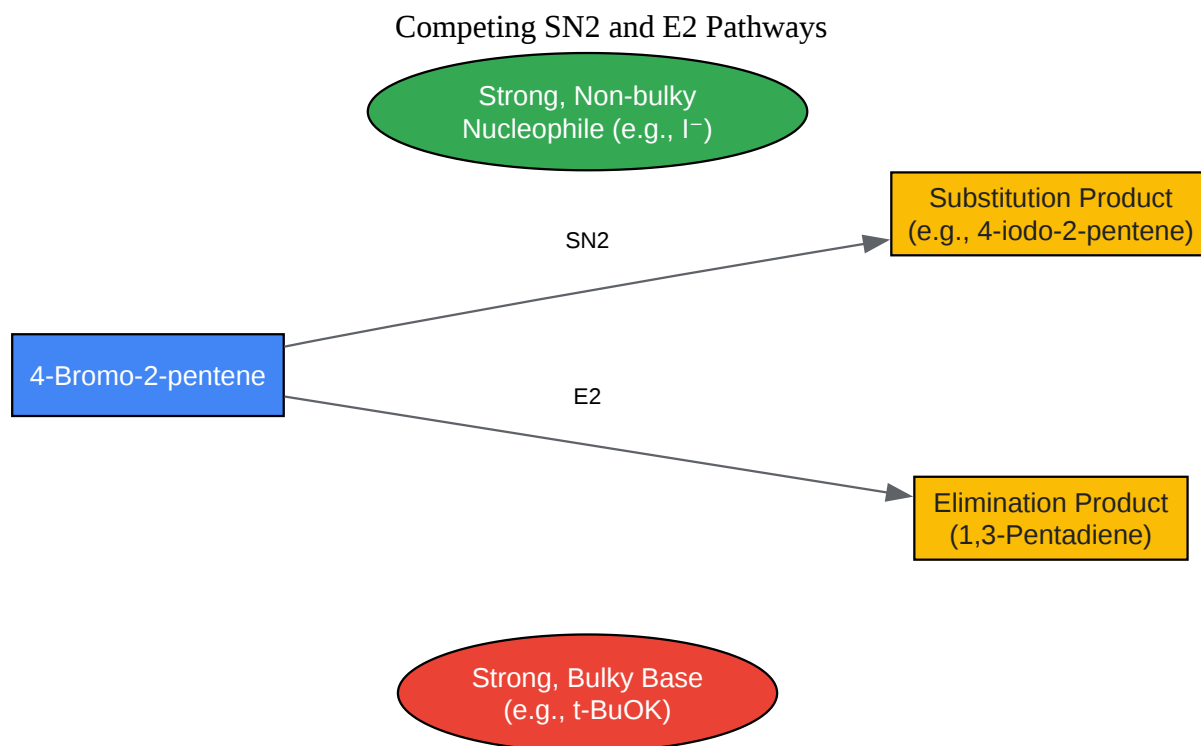 Competing SN2 and E2 Pathways
Strong, Non-bulky
Nucleophile (e.g., I⁻)
Substitution Product
(e.g., 4-iodo-2-pentene)
SN2
4-Bromo-2-pentene
E2
Elimination Product
(1,3-Pentadiene)
Strong, Bulky Base
(e.g., t-BuOK)